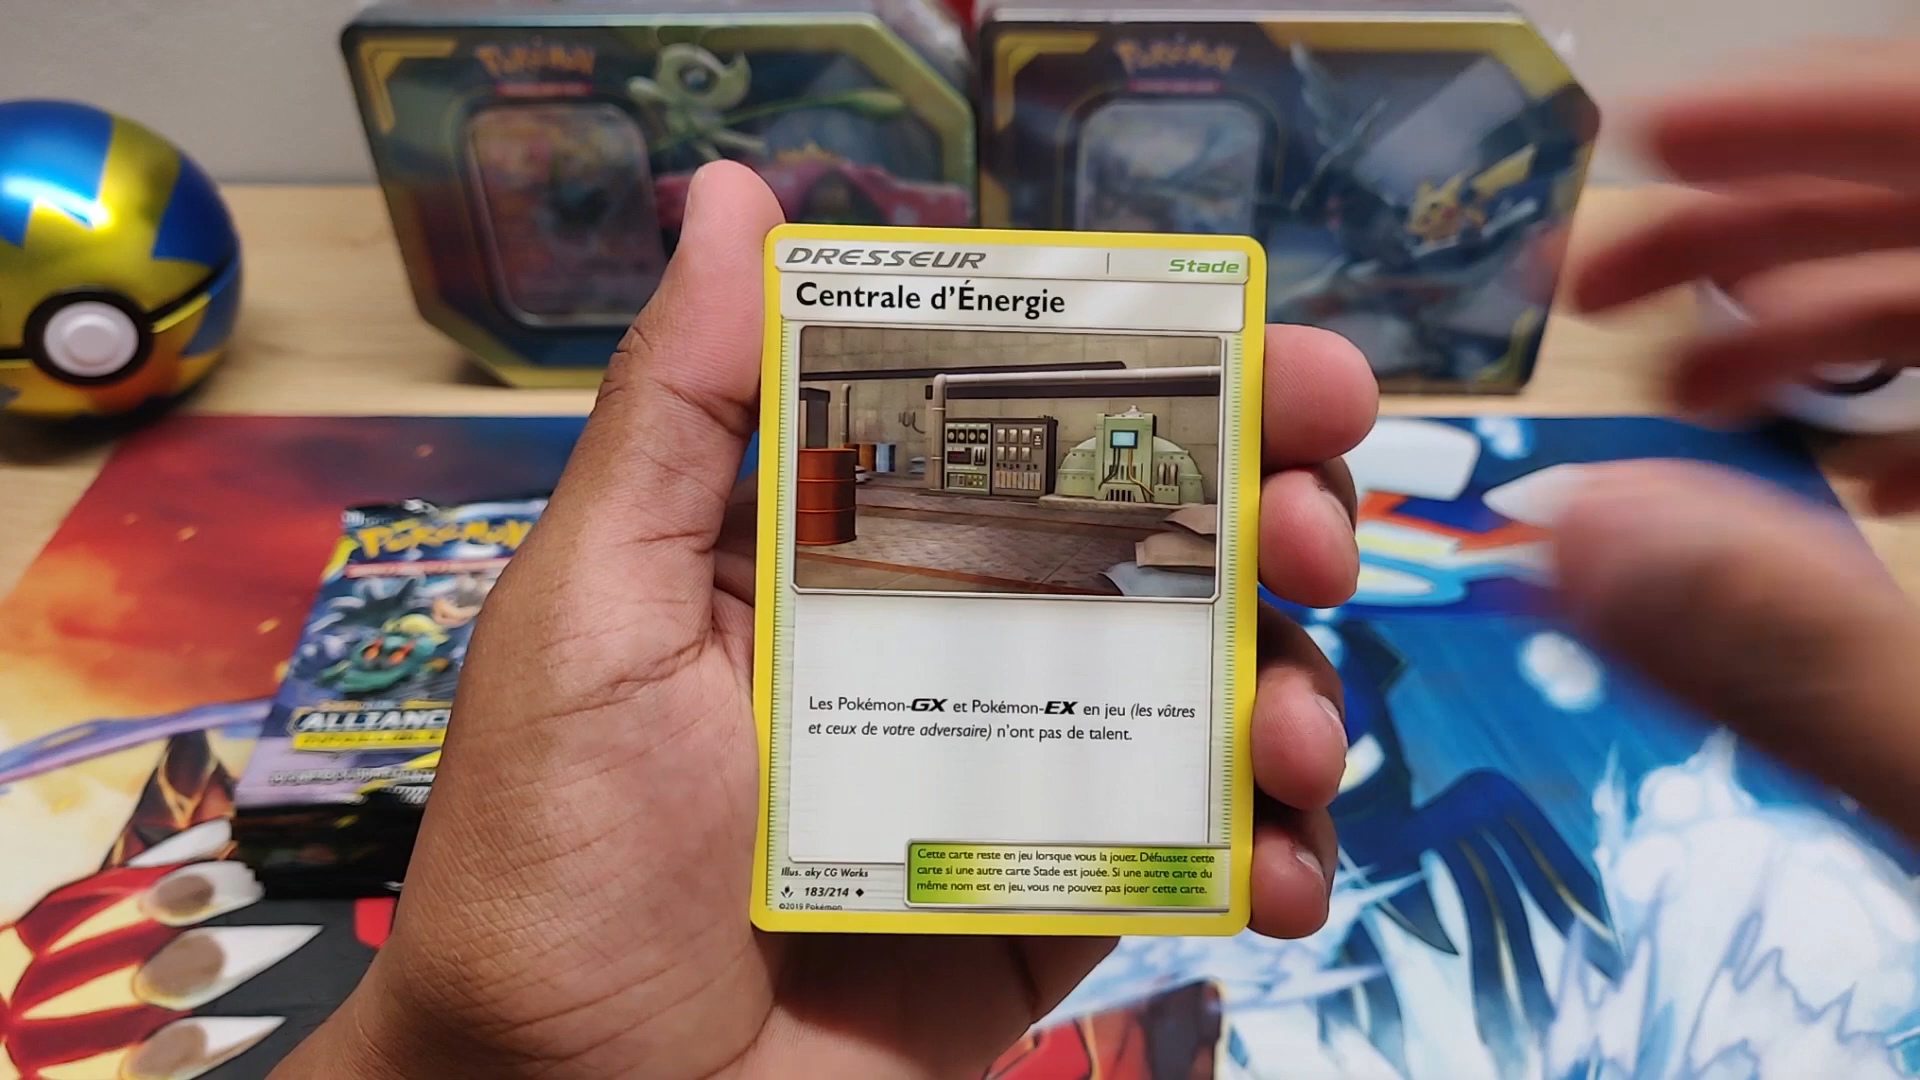 Pokémon
Pokémon
DRESSEUR
Stade
Centrale d'Énergie
Les Pokémon-GX et Pokémon-EX en jeu (les vôtres
et ceux de votre adversaire) n'ont pas de talent.
Cette carte reste en jeu lorsque vous la jouez. Défaussez cette
carte si une autre carte Stade est jouée. Si une autre carte du
même nom est en jeu, vous ne pouvez pas jouer cette carte.
Illus. aky CG Works
183/214
©2019 Pokémon
POKÉMON
ALLIANC